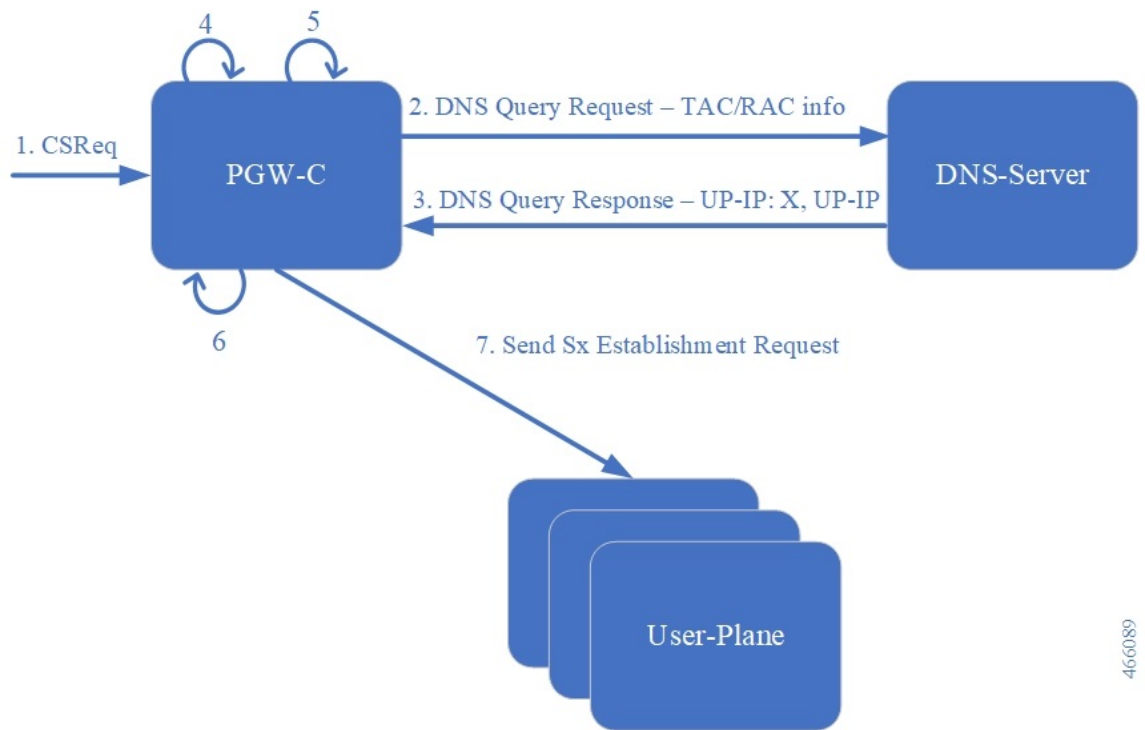 4
5
1. CSReq
PGW-C
2. DNS Query Request – TAC/RAC info
3. DNS Query Response – UP-IP: X, UP-IP
DNS-Server
6
7. Send Sx Establishment Request
User-Plane
466089